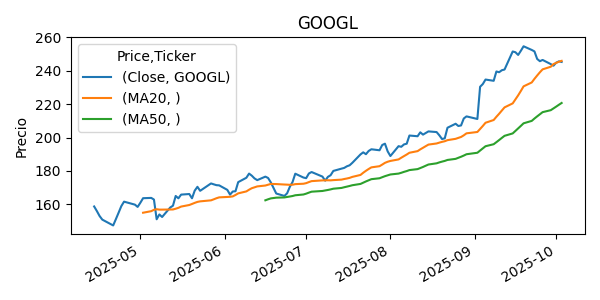 GOOGL
Price,Ticker
(Close, GOOGL)
(MA20, )
(MA50, )
Precio
260
240
220
200
180
160
2025-05
2025-06
2025-07
2025-08
2025-09
2025-10